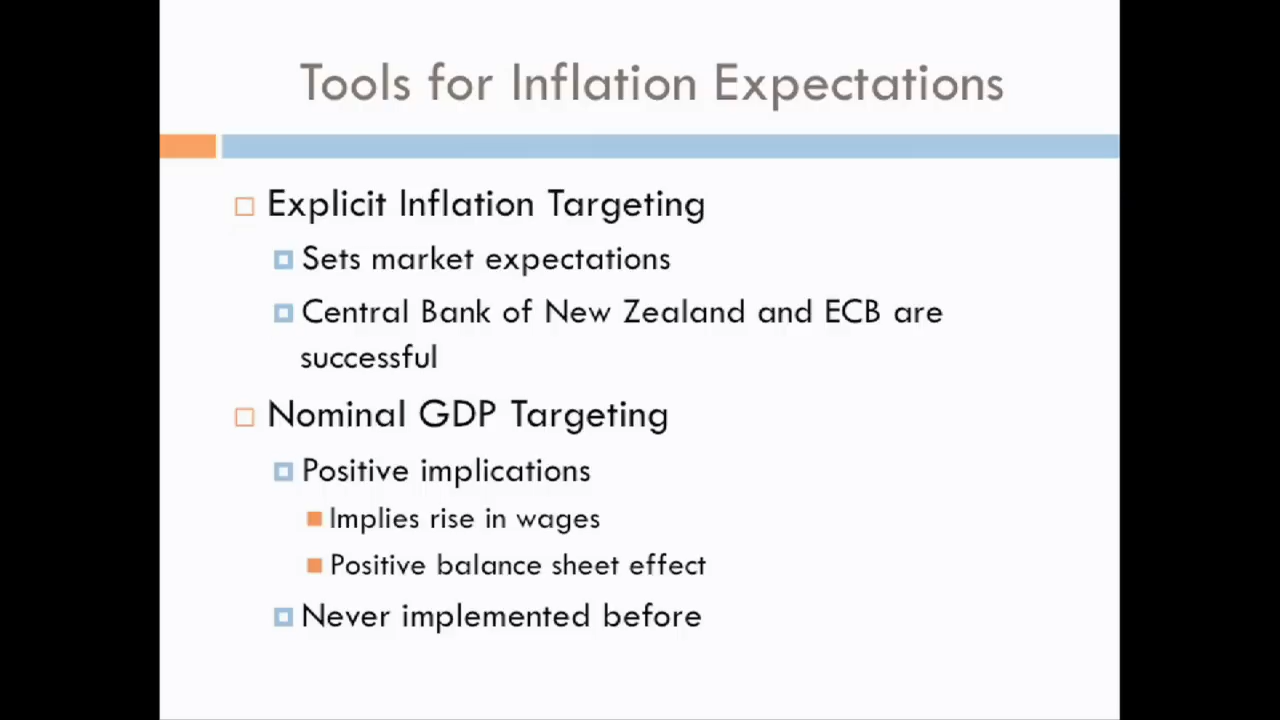 Tools for Inflation Expectations
Explicit Inflation Targeting
Sets market expectations
Central Bank of New Zealand and ECB are
successful
Nominal GDP Targeting
Positive implications
Implies rise in wages
Positive balance sheet effect
Never implemented before